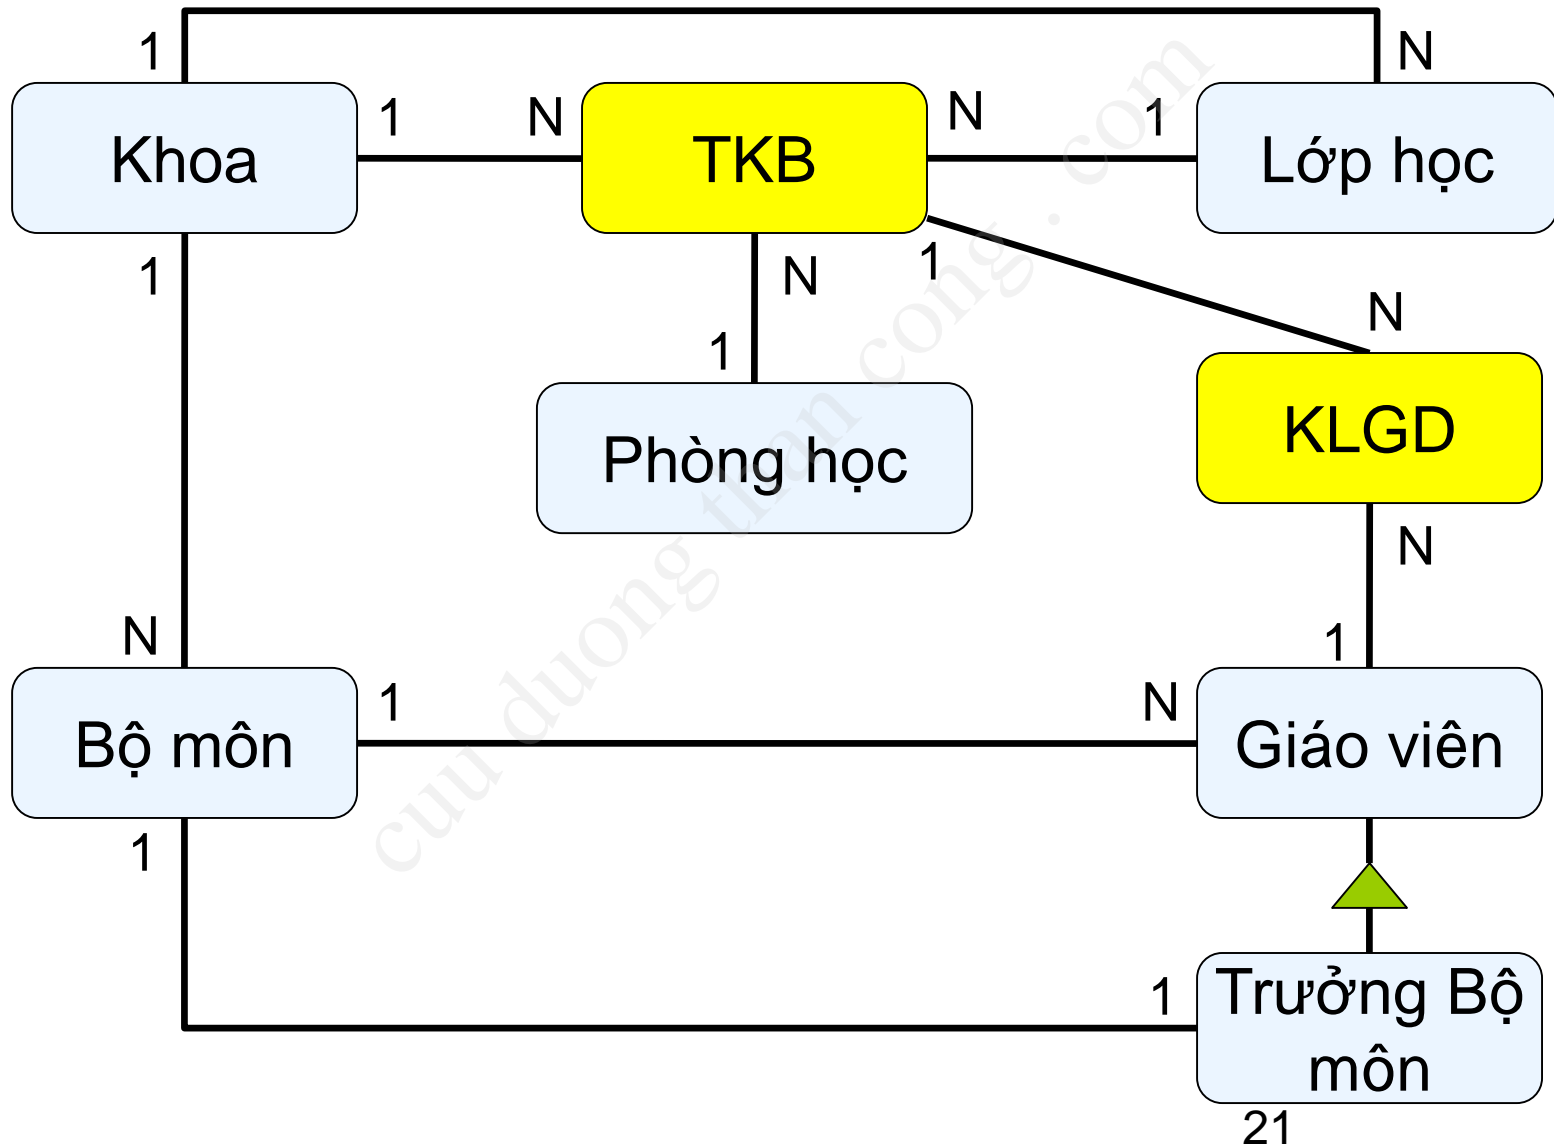 1
N
Khoa
1
N
TKB
N
1
Lớp học
1
N
1
N
1
Phòng học
KLGD
N
N
1
Bộ môn
1
N
Giáo viên
1
1
Trưởng Bộ
môn
21
cuu duong than cong . com